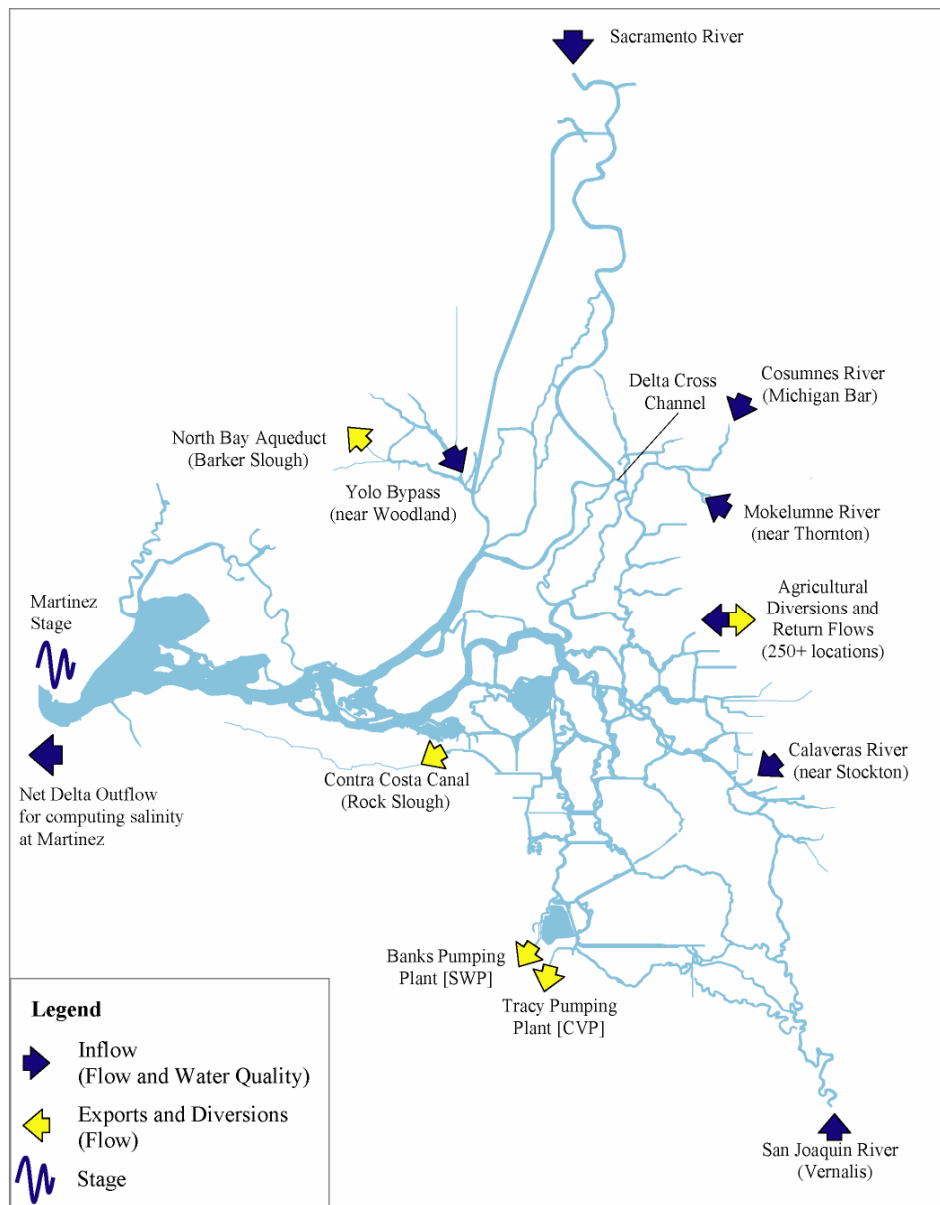 Sacramento River
Delta Cross
Channel
Cosumnes River
(Michigan Bar)
North Bay Aqueduct
(Barker Slough)
Yolo Bypass
(near Woodland)
Mokelumne River
(near Thornton)
Martinez
Stage
Agricultural
Diversions and
Return Flows
(250+ locations)
Net Delta Outflow
for computing salinity
at Martinez
Contra Costa Canal
(Rock Slough)
Calaveras River
(near Stockton)
Banks Pumping
Plant [SWP]
Tracy Pumping
Plant [CVP]
San Joaquin River
(Vernalis)
Legend
Inflow
(Flow and Water Quality)
Exports and Diversions
(Flow)
Stage